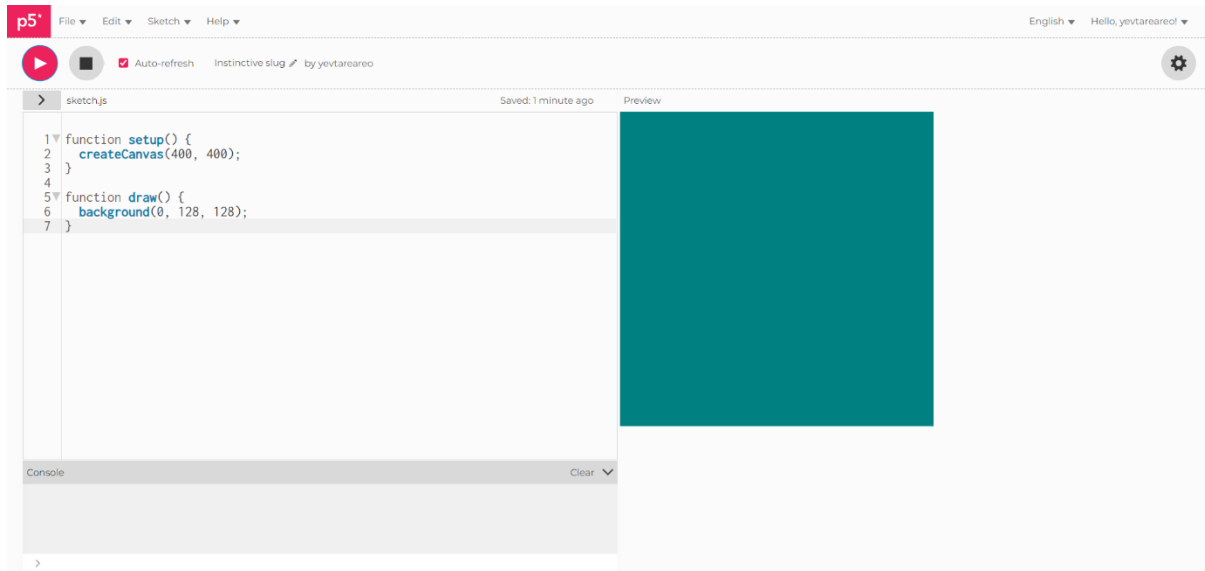 p5* File Edit Sketch Help English Hello, yevtareareo!
Auto-refresh Instinctive slug by yevtareareo
> sketch.js Saved: 1 minute ago Preview
1 function setup() {
2   createCanvas(400, 400);
3 }
4
5 function draw() {
6   background(0, 128, 128);
7 }
Console Clear
>